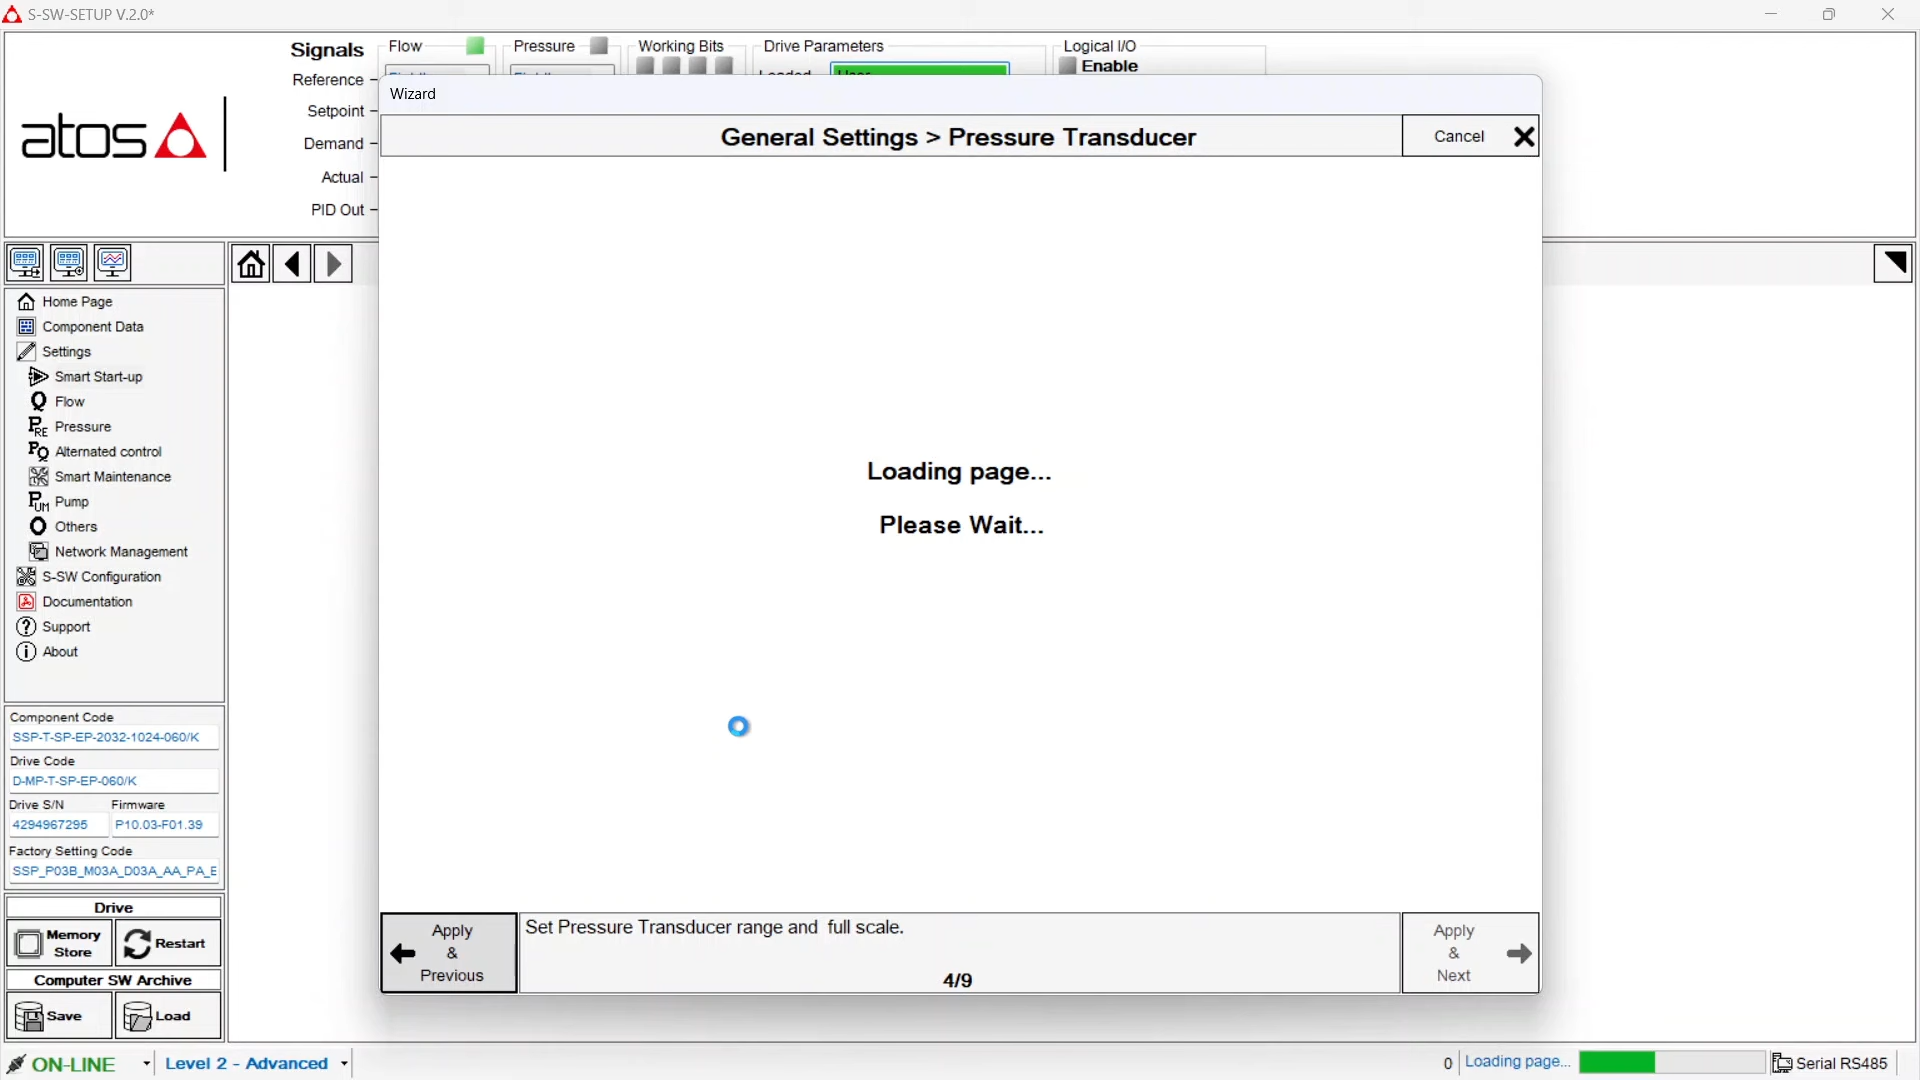 S-SW-SETUP V.2.0*
Signals
Flow
Pressure
Working Bits
Drive Parameters
Logical I/O
Reference
Enable
Setpoint
Demand
Actual
PID Out
atos
Wizard
General Settings > Pressure Transducer
Cancel
Home Page
Component Data
Settings
Smart Start-up
Flow
Pressure
Alternated control
Smart Maintenance
Pump
Others
Network Management
S-SW Configuration
Documentation
Support
About
Loading page...
Please Wait...
Component Code
SSP-T-SP-EP-2032-1024-060/K
Drive Code
D-MP-T-SP-EP-060/K
Drive S/N
Firmware
4294967295
P10.03-F01.39
Factory Setting Code
SSP_P03B_M03A_D03A_AA_PA_E
Drive
Memory
Store
Restart
Computer SW Archive
Save
Load
Apply
&
Previous
Set Pressure Transducer range and full scale.
4/9
Apply
&
Next
ON-LINE
Level 2 - Advanced
0
Loading page...
Serial RS485